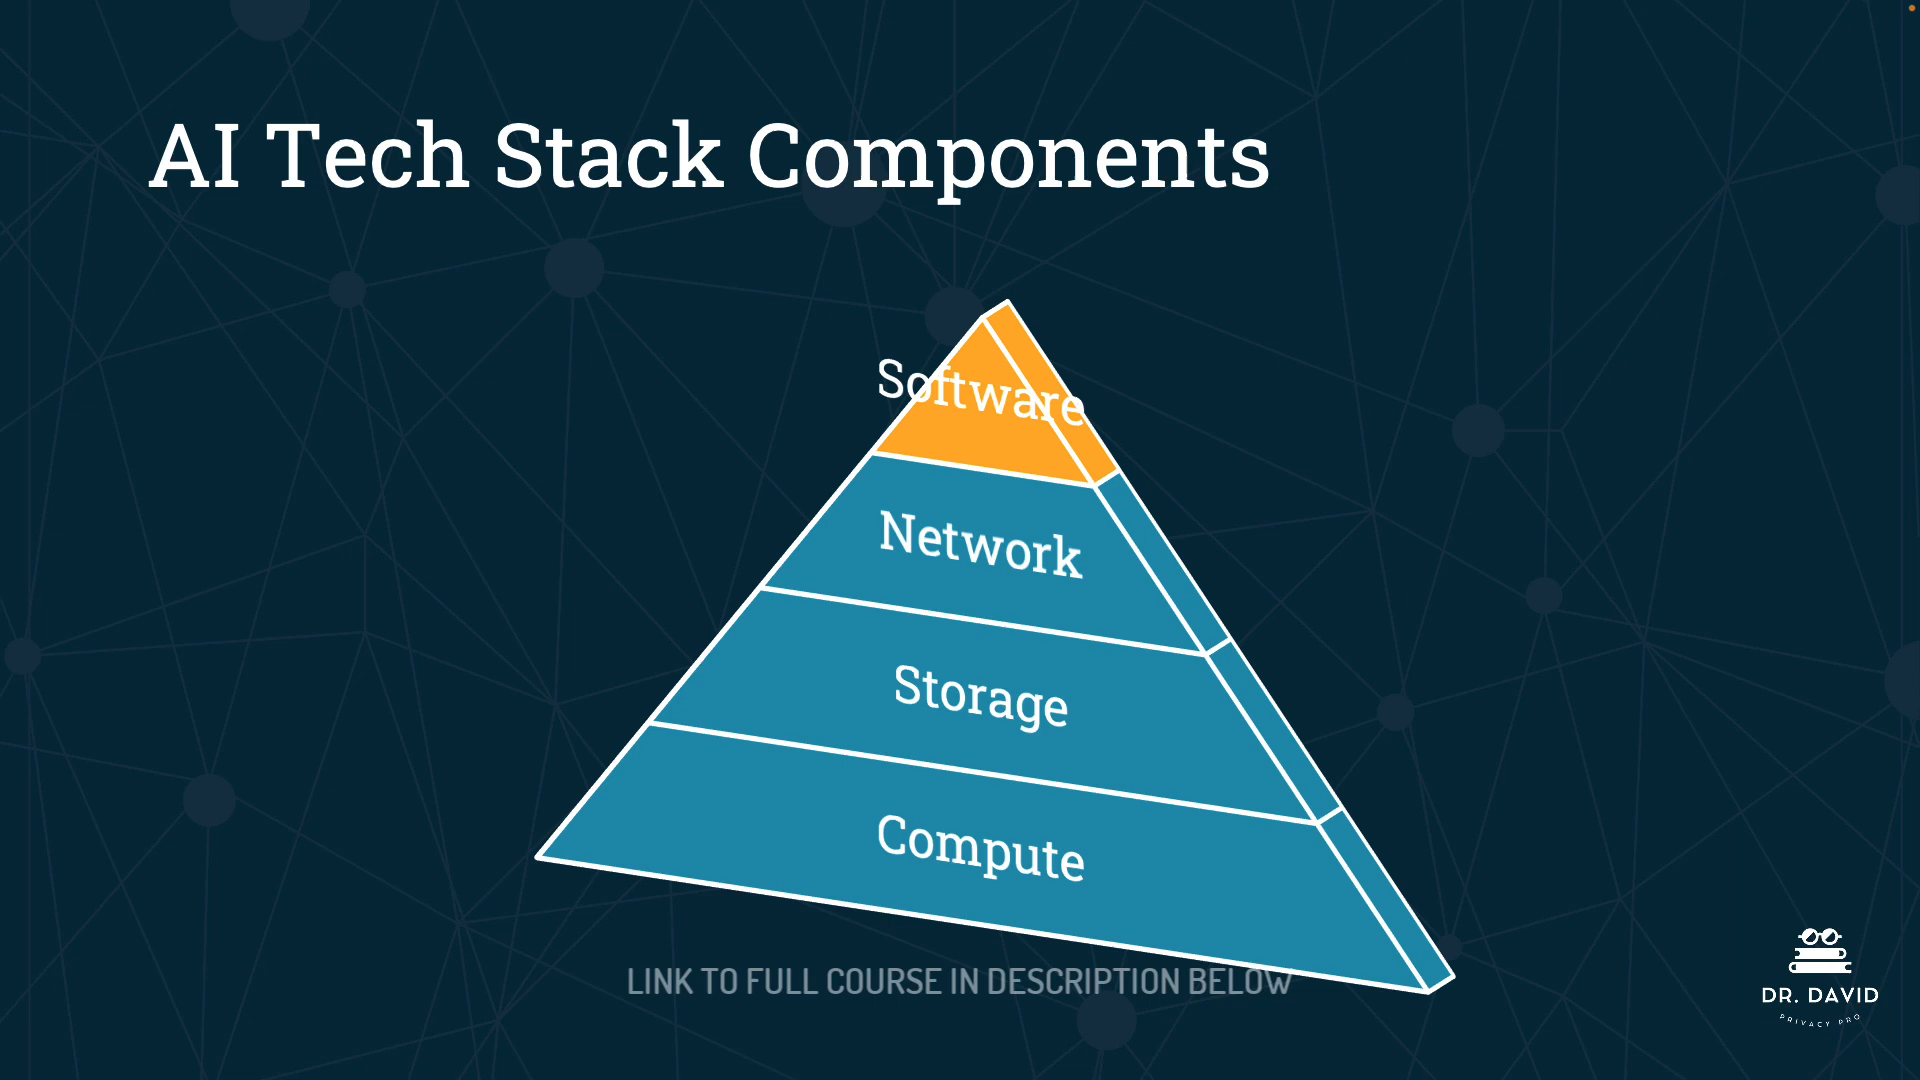 AI Tech Stack Components
Software
Network
Storage
Compute
LINK TO FULL COURSE IN DESCRIPTION BELOW
DR. DAVID
PRIVACY PRO